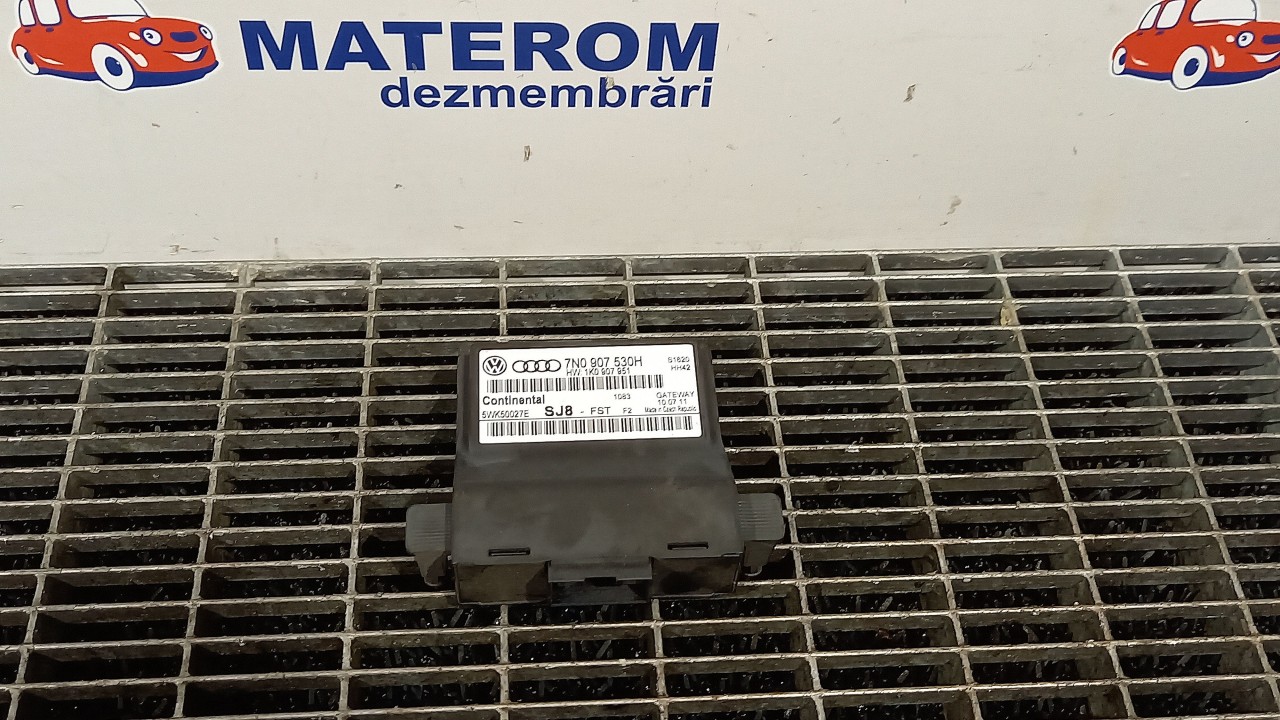 MATEROM
dezmembrări
7N0 907 530H S1620
HW 1K0 907 951 HH42
Continental 1083 GATEWAY
10 07 11
5WK50027E SJ8 - FST F2 Made in Czech Republic